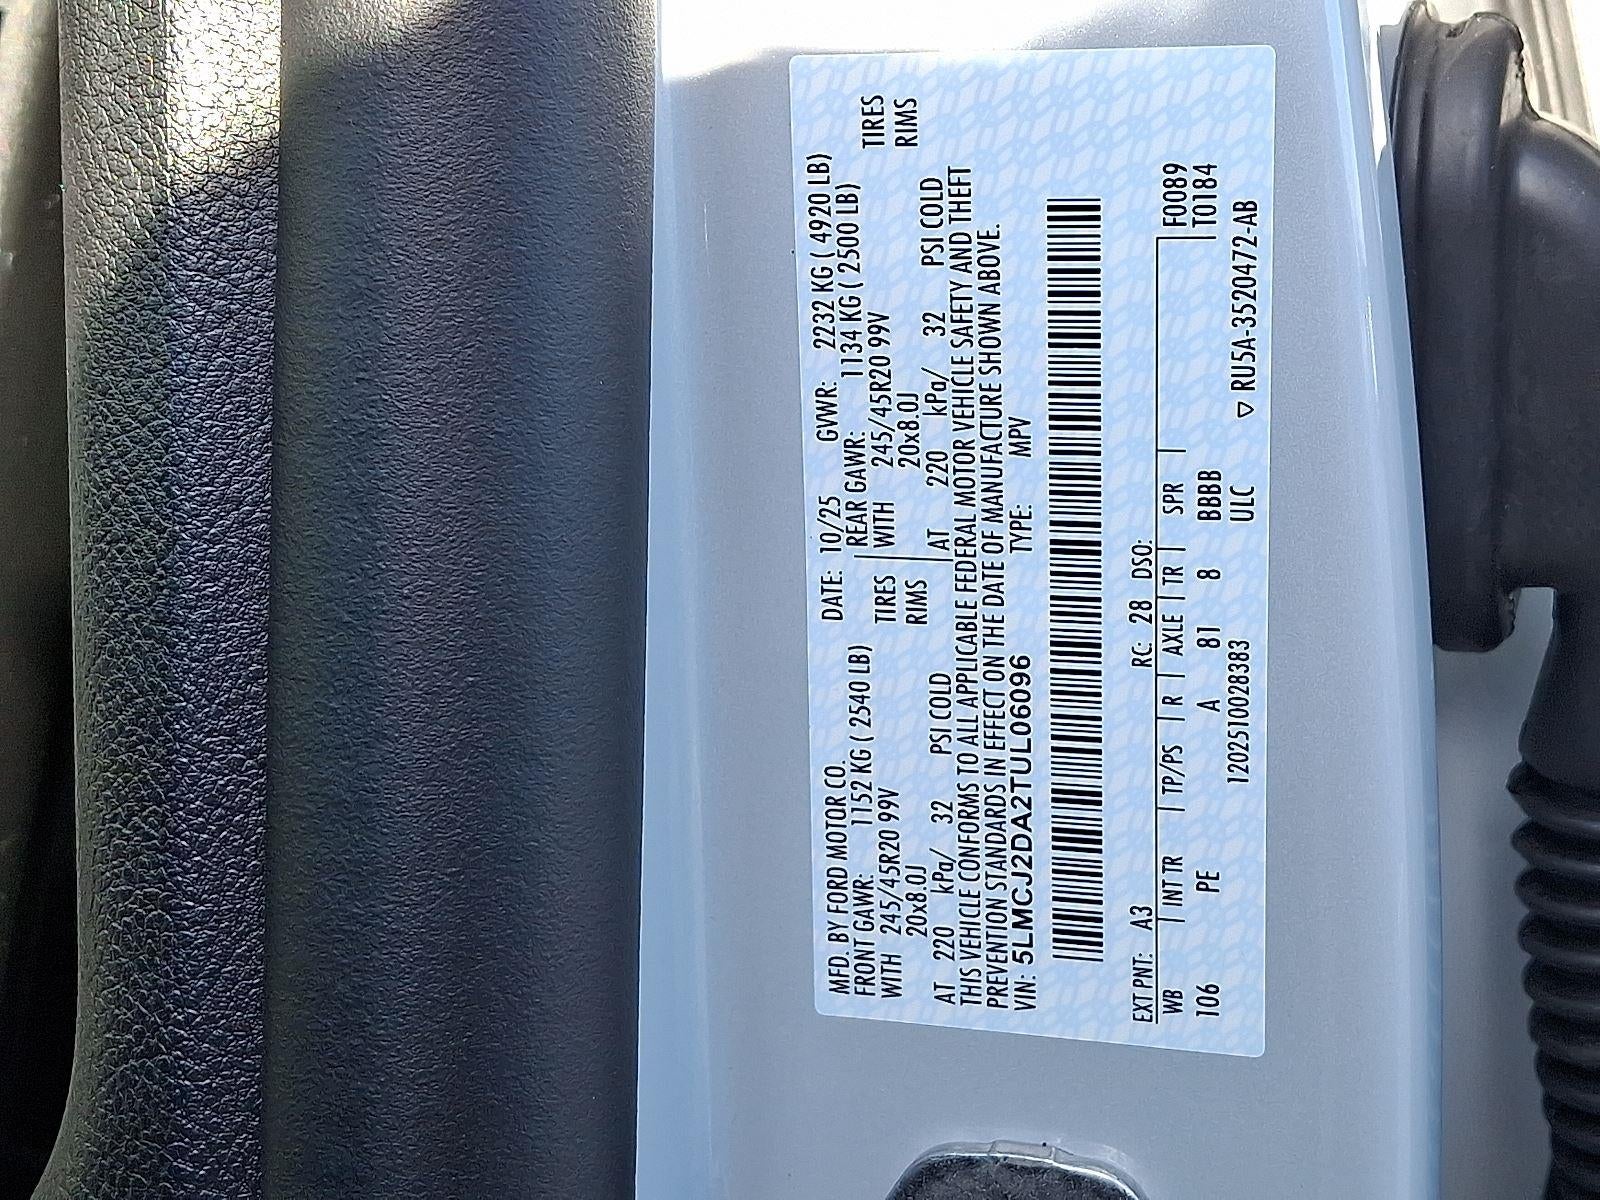 MFD. BY FORD MOTOR CO. DATE: 10/25 GVWR: 2232 KG ( 4920 LB)
FRONT GAWR: 1152 KG ( 2540 LB) REAR GAWR: 1134 KG ( 2500 LB)
WITH 245/45R20 99V TIRES WITH 245/45R20 99V TIRES
20x8.0J RIMS 20x8.0J RIMS
AT 220 kPa/ 32 PSI COLD AT 220 kPa/ 32 PSI COLD
THIS VEHICLE CONFORMS TO ALL APPLICABLE FEDERAL MOTOR VEHICLE SAFETY AND THEFT
PREVENTION STANDARDS IN EFFECT ON THE DATE OF MANUFACTURE SHOWN ABOVE.
VIN: 5LMCJ2DA2TUL06096 TYPE: MPV
EXT PNT: A3 RC: 28 DSO:
WB INT TR TP/PS R AXLE TR SPR F0089
106 PE A 81 8 BBBB T0184
1202510028383 ULC ▽ RU5A-3520472-AB